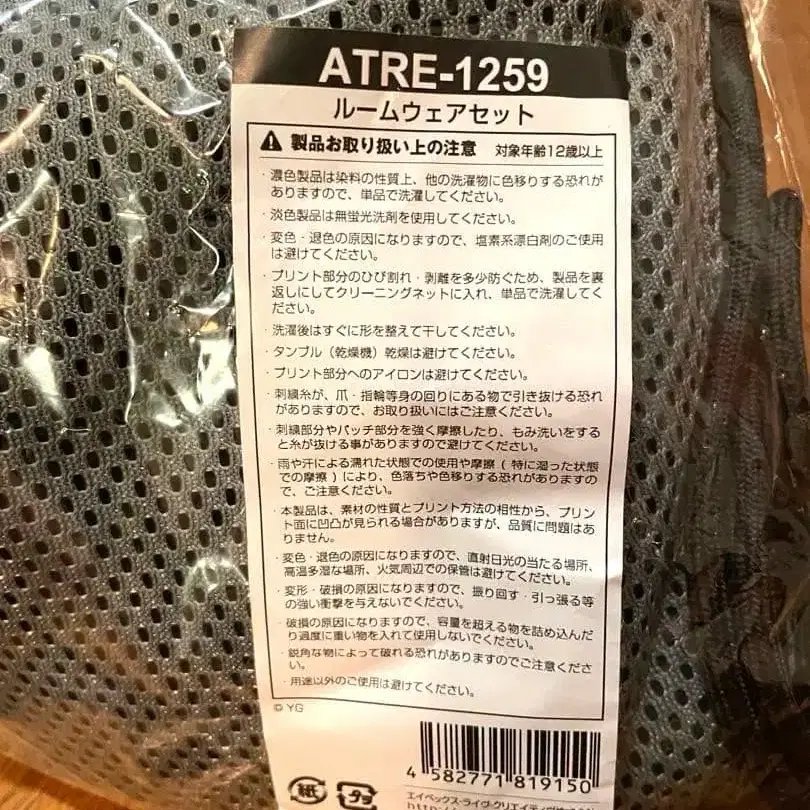 ATRE-1259
ルームウェアセット
製品お取り扱い上の注意 対象年齢12歳以上
・濃色製品は染料の性質上、他の洗濯物に色移りする恐れが
ありますので、単品で洗濯してください。
・淡色製品は無蛍光洗剤を使用してください。
・変色・退色の原因になりますので、塩素系漂白剤のご使用
は避けてください。
・プリント部分のひび割れ・剥離を多少防ぐため、製品を裏
返しにしてクリーニングネットに入れ、単品で洗濯してくだ
さい。
・洗濯後はすぐに形を整えて干してください。
・タンブル（乾燥機）乾燥は避けてください。
・プリント部分へのアイロンは避けてください。
・刺繍糸が、爪・指輪等身の回りにある物で引き抜ける恐れ
がありますので、お取り扱いにはご注意ください。
・刺繍部分やパッチ部分を強く摩擦したり、もみ洗いをする
と糸が抜ける事がありますので避けてください。
・雨や汗による濡れた状態での使用や摩擦（特に湿った状態
での摩擦）により、色落ちや色移りする恐れがありますの
で、ご注意ください。
・本製品は、素材の性質とプリント方法の相性から、プリン
ト面に凹凸が見られる場合がありますが、品質に問題はあ
りません。
・変色・退色の原因になりますので、直射日光の当たる場所、
高温多湿な場所、火気周辺での保管は避けてください。
・変形・破損の原因になりますので、振り回す・引っ張る等
の強い衝撃を与えないでください。
・破損の原因になりますので、容量を超える物を詰め込んだ
り過度に重い物を入れて使用しないでください。
・鋭角な物によって破れる恐れがありますのでご注意くださ
い。
・用途以外のご使用は避けてください。
© YG
4 582771 819150
紙 プラ
エイベックス・ライヴ・クリエイティヴ